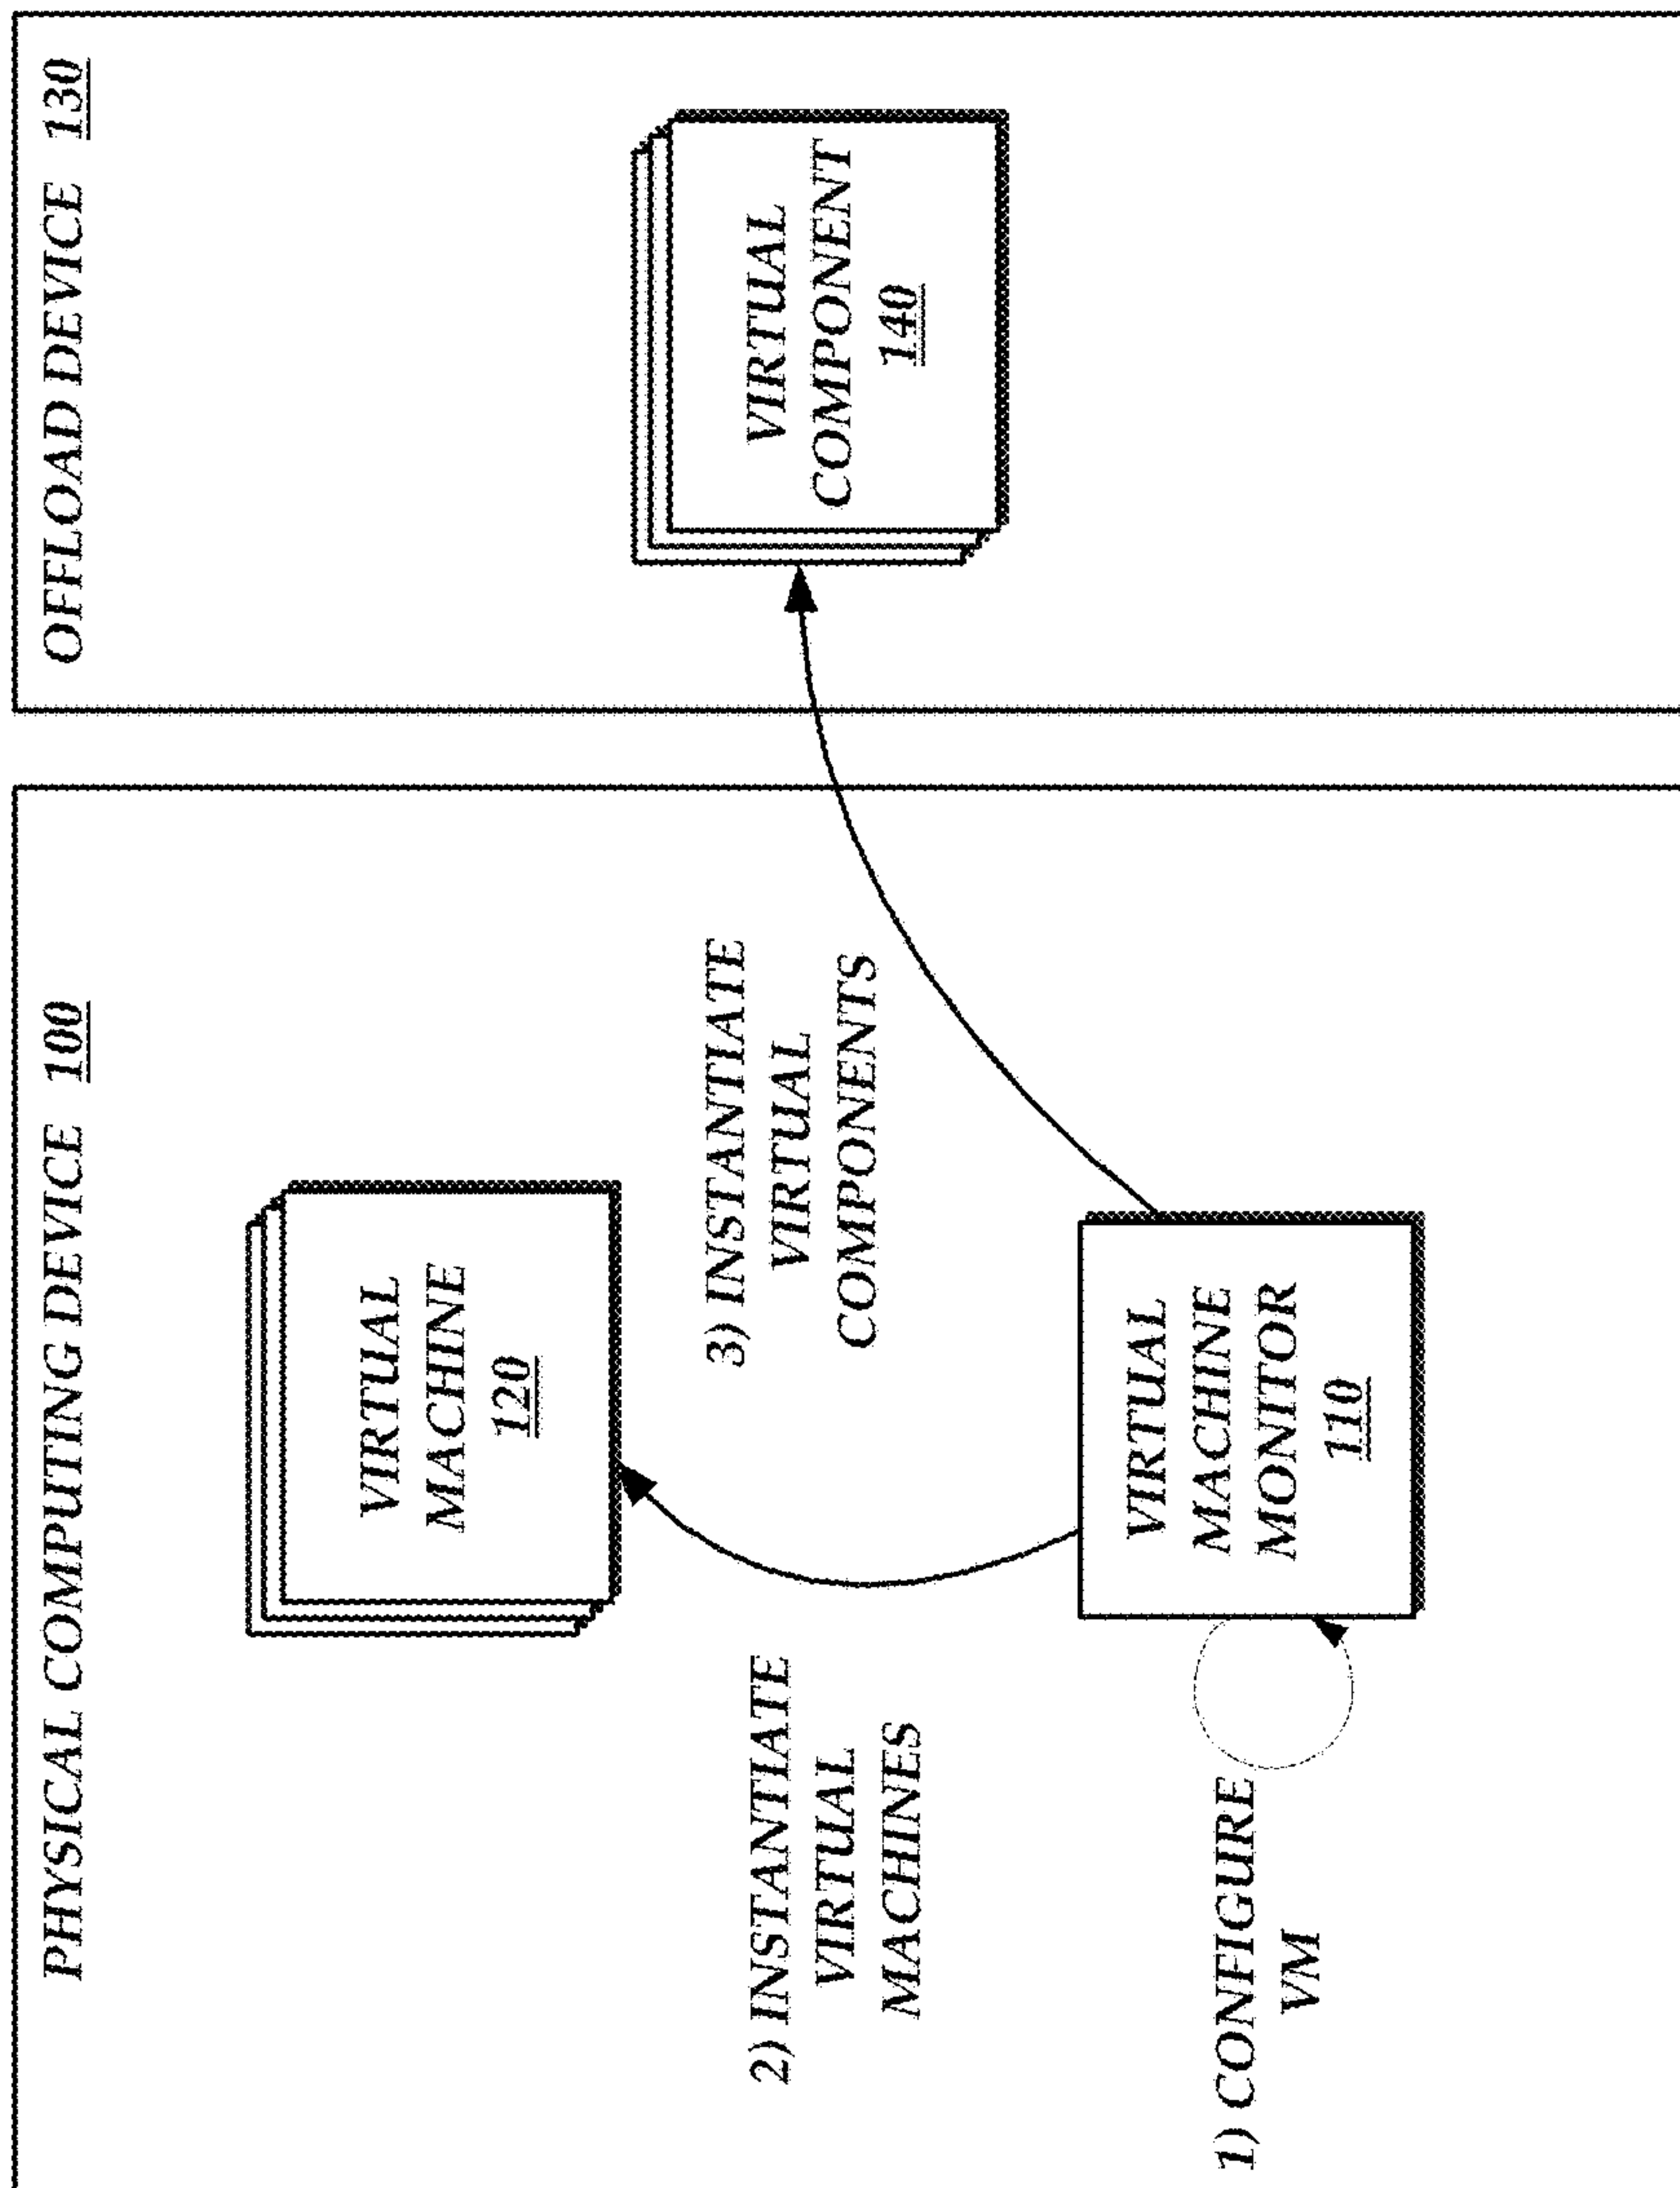 PHYSICAL COMPUTING DEVICE 100
OFFLOAD DEVICE 130
VIRTUAL
MACHINE
120
VIRTUAL
COMPONENT
140
3) INSTANTIATE
VIRTUAL
COMPONENTS
2) INSTANTIATE
VIRTUAL
MACHINES
VIRTUAL
MACHINE
MONITOR
110
1) CONFIGURE
VM